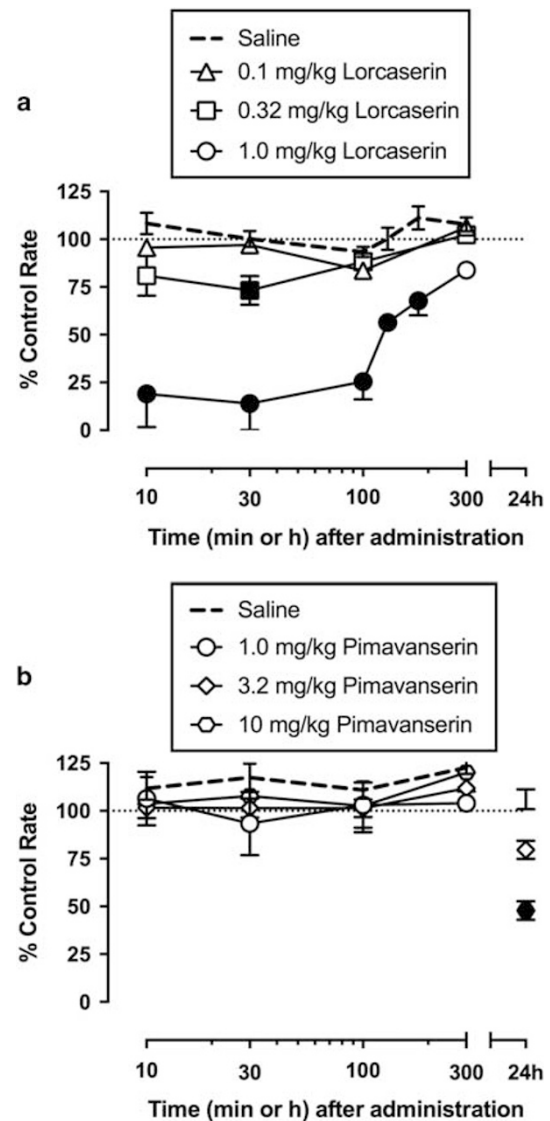 a
Saline
0.1 mg/kg Lorcaserin
0.32 mg/kg Lorcaserin
1.0 mg/kg Lorcaserin
% Control Rate
125
100
75
50
25
0
10 30 100 300 24h
Time (min or h) after administration
b
Saline
1.0 mg/kg Pimavanserin
3.2 mg/kg Pimavanserin
10 mg/kg Pimavanserin
% Control Rate
125
100
75
50
25
0
10 30 100 300 24h
Time (min or h) after administration